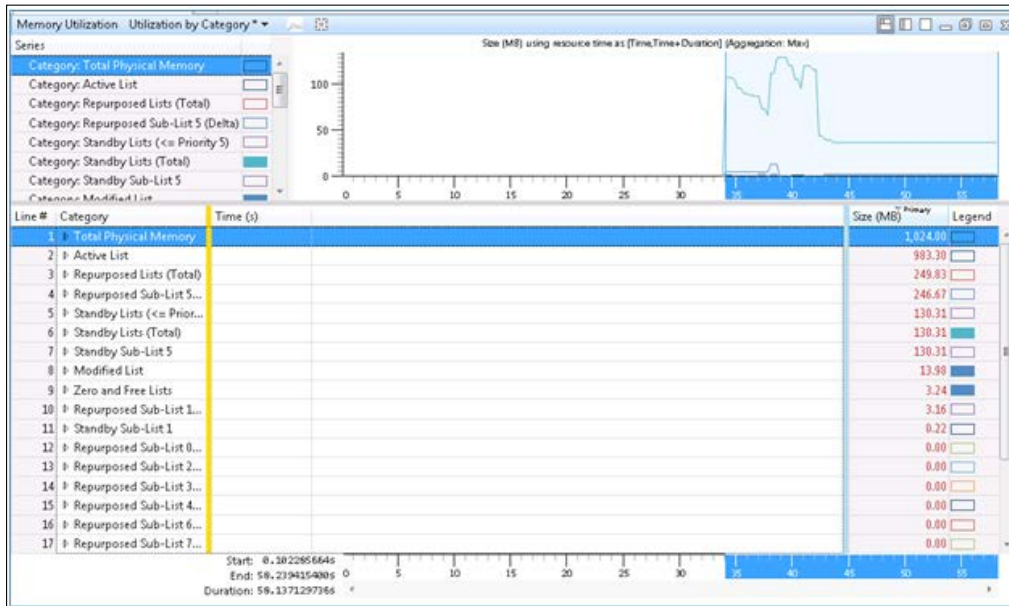 Memory Utilization Utilization by Category *
Series
Category: Total Physical Memory
Category: Active List
Category: Repurposed Lists (Total)
Category: Repurposed Sub-List 5 (Delta)
Category: Standby Lists (<= Priority 5)
Category: Standby Lists (Total)
Category: Standby Sub-List 5
Category: Modified List
Size (MB) using resource time as [Time,Time+Duration] (Aggregation: Max)
100
50
0
0 5 10 15 20 25 30 35 40 45 50 55
Line # Category Time (s) Size (MB) Primary Legend
1 Total Physical Memory 1,024.00
2 Active List 983.30
3 Repurposed Lists (Total) 249.83
4 Repurposed Sub-List 5... 246.67
5 Standby Lists (<= Prior... 130.31
6 Standby Lists (Total) 130.31
7 Standby Sub-List 5 130.31
8 Modified List 13.98
9 Zero and Free Lists 3.24
10 Repurposed Sub-List 1... 3.16
11 Standby Sub-List 1 0.22
12 Repurposed Sub-List 0... 0.00
13 Repurposed Sub-List 2... 0.00
14 Repurposed Sub-List 3... 0.00
15 Repurposed Sub-List 4... 0.00
16 Repurposed Sub-List 6... 0.00
17 Repurposed Sub-List 7... 0.00
Start: 0.102285664s
End: 58.239415400s
Duration: 58.137129736s
0 5 10 15 20 25 30 35 40 45 50 55